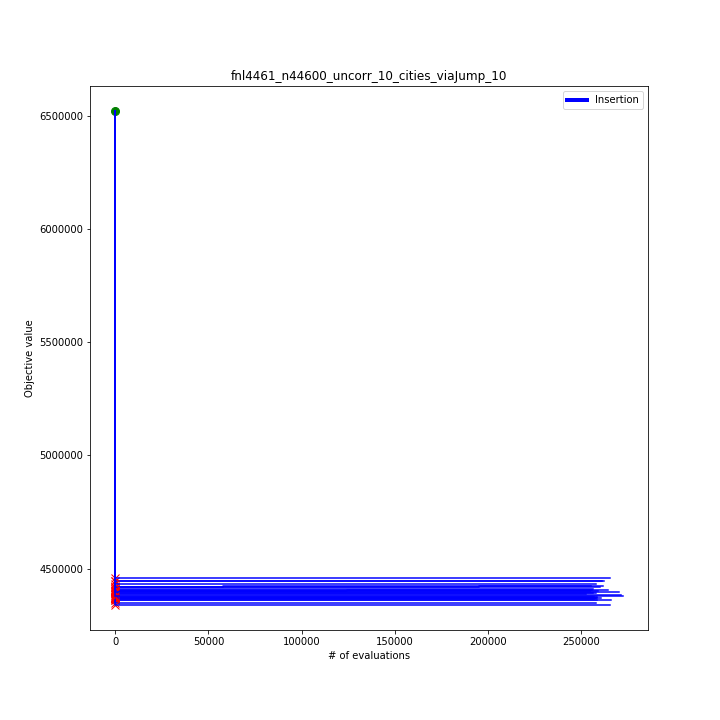 fnl4461_n44600_uncorr_10_cities_viaJump_10
Insertion
6500000
6000000
5500000
5000000
4500000
Objective value
0 50000 100000 150000 200000 250000
# of evaluations